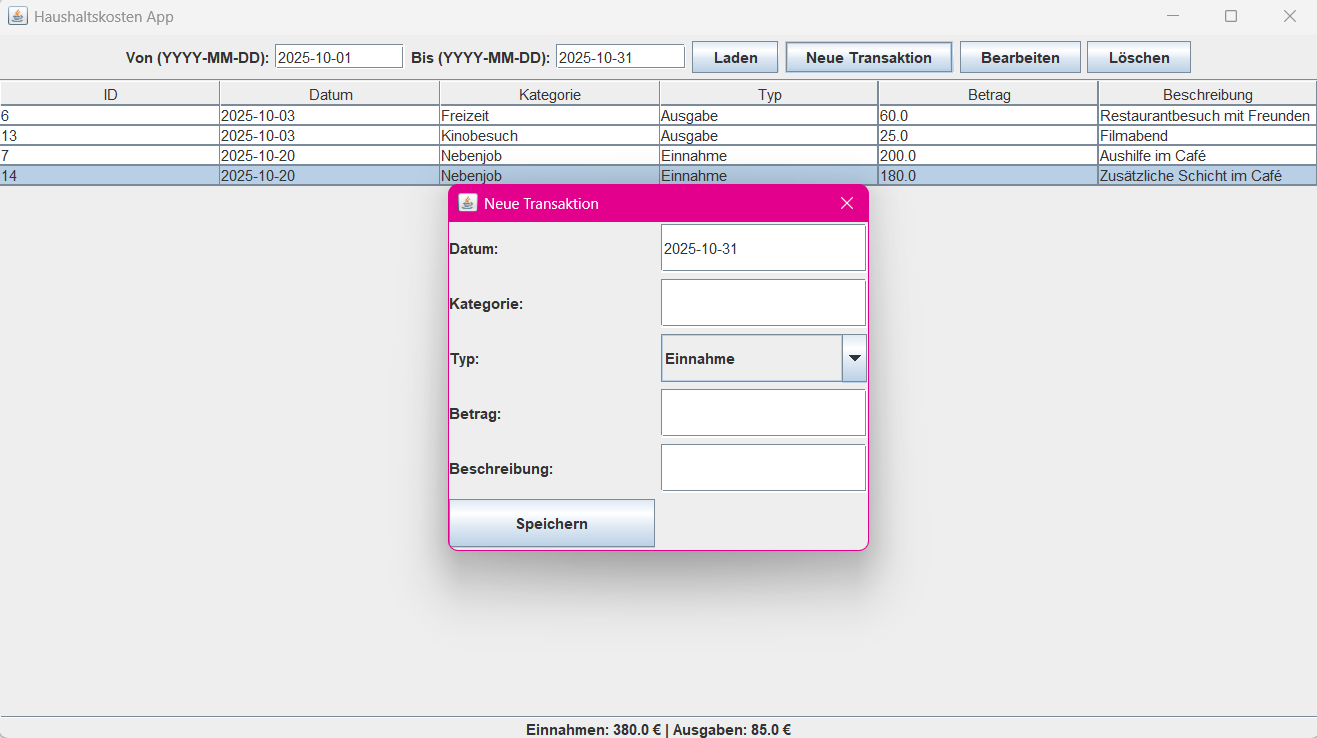 Haushaltskosten App
Von (YYYY-MM-DD): 2025-10-01 Bis (YYYY-MM-DD): 2025-10-31 Laden Neue Transaktion Bearbeiten Löschen
ID Datum Kategorie Typ Betrag Beschreibung
6 2025-10-03 Freizeit Ausgabe 60.0 Restaurantbesuch mit Freunden
13 2025-10-03 Kinobesuch Ausgabe 25.0 Filmabend
7 2025-10-20 Nebenjob Einnahme 200.0 Aushilfe im Café
14 2025-10-20 Nebenjob Einnahme 180.0 Zusätzliche Schicht im Café
Neue Transaktion
Datum: 2025-10-31
Kategorie:
Typ: Einnahme
Betrag:
Beschreibung:
Speichern
Einnahmen: 380.0 € | Ausgaben: 85.0 €